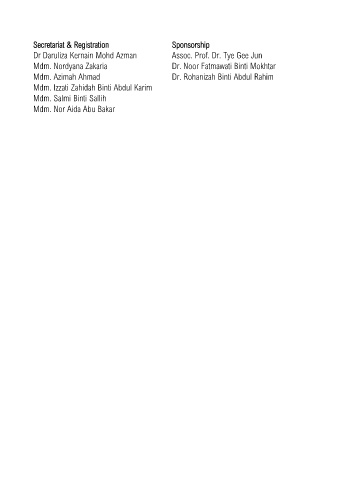 Secretariat & Registration
Dr Daruliza Kernain Mohd Azman
Mdm. Nordyana Zakaria
Mdm. Azimah Ahmad
Mdm. Izzati Zahidah Binti Abdul Karim
Mdm. Salmi Binti Sallih
Mdm. Nor Aida Abu Bakar
Sponsorship
Assoc. Prof. Dr. Tye Gee Jun
Dr. Noor Fatmawati Binti Mokhtar
Dr. Rohanizah Binti Abdul Rahim